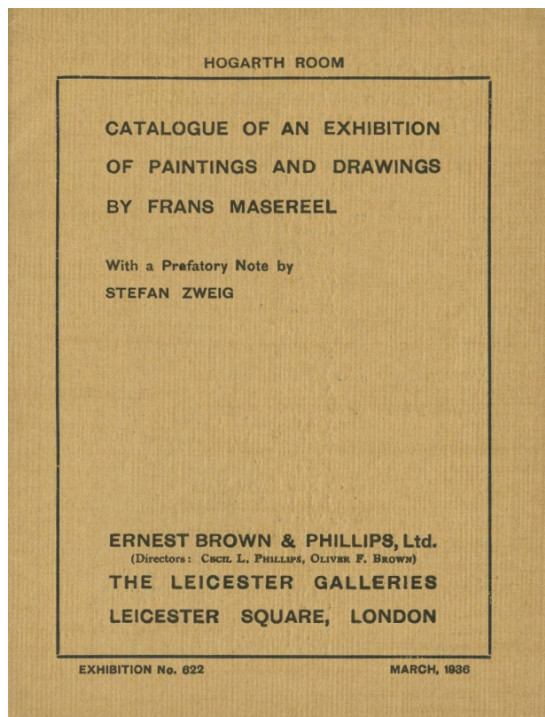 HOGARTH ROOM
CATALOGUE OF AN EXHIBITION
OF PAINTINGS AND DRAWINGS
BY FRANS MASEREEL
With a Prefatory Note by
STEFAN ZWEIG
ERNEST BROWN & PHILLIPS, Ltd.
(Directors: CECIL L. PHILLIPS, OLIVER F. BROWN)
THE LEICESTER GALLERIES
LEICESTER SQUARE, LONDON
EXHIBITION No. 622 MARCH, 1936